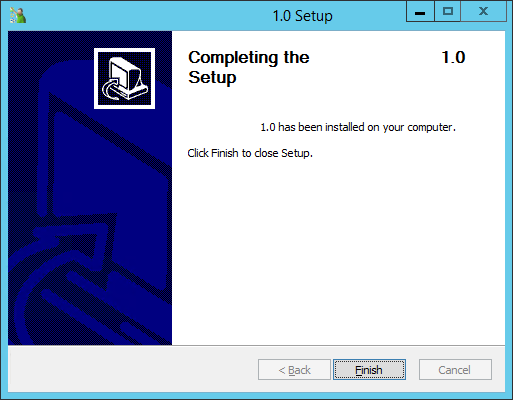 1.0 Setup
Completing the 1.0
Setup
1.0 has been installed on your computer.
Click Finish to close Setup.
< Back
Finish
Cancel